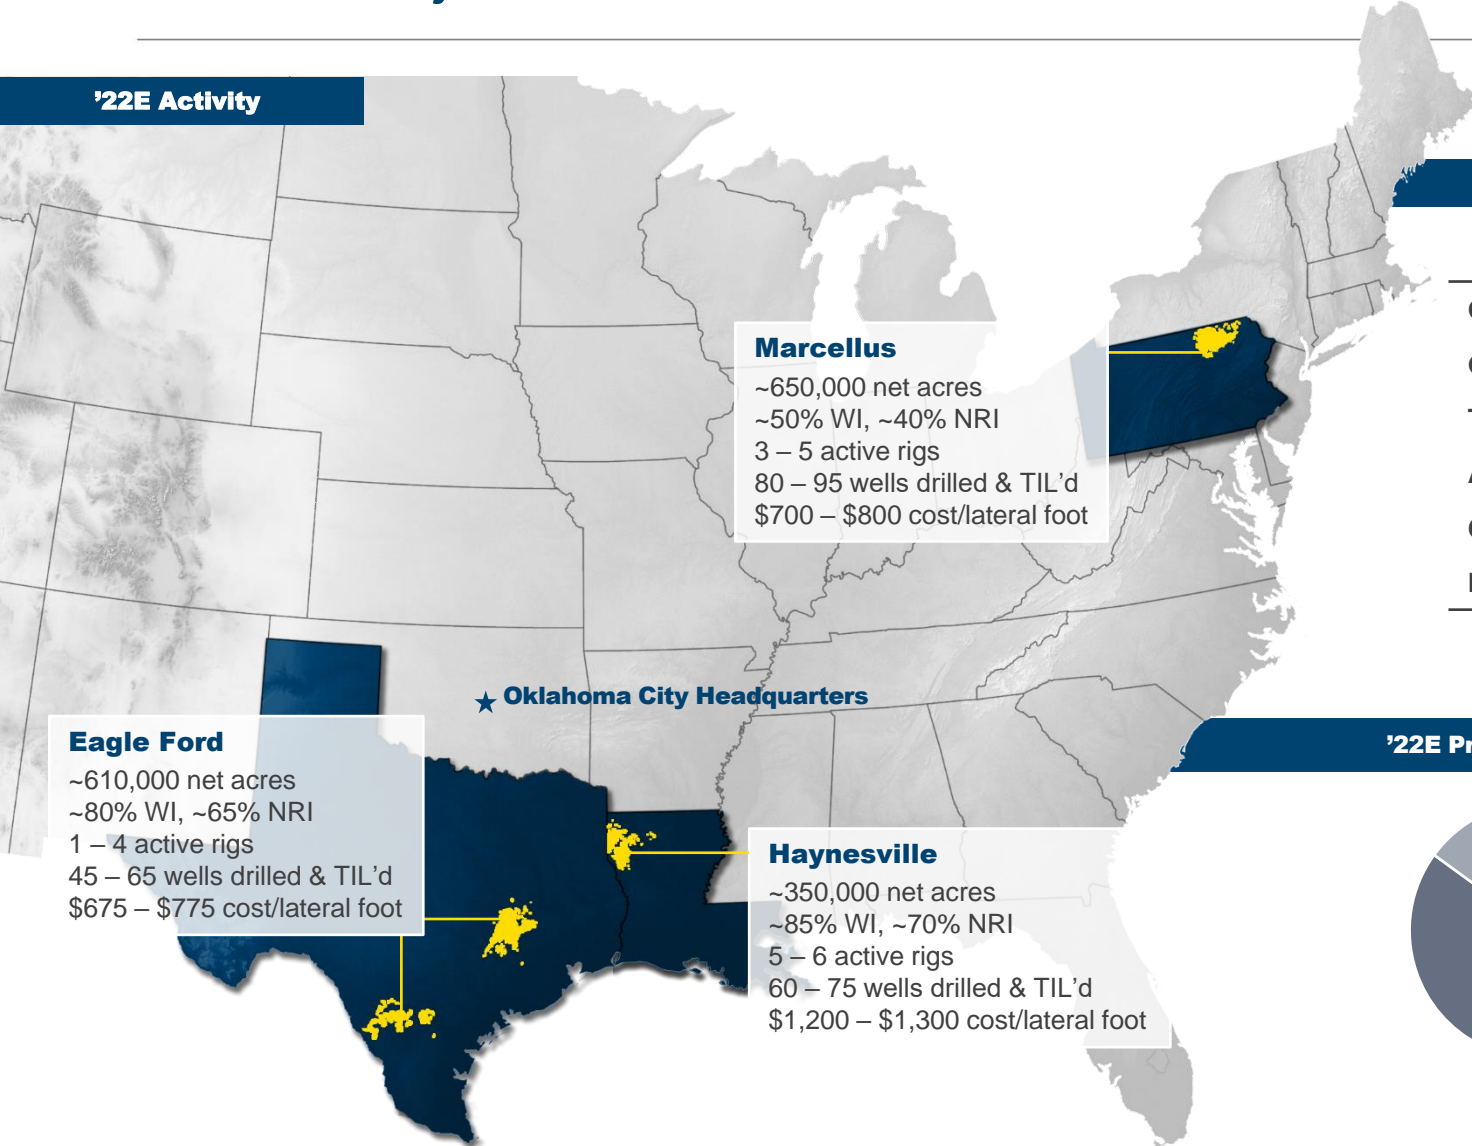 ’22E Activity
Marcellus
~650,000 net acres
~50% WI, ~40% NRI
3 – 5 active rigs
80 – 95 wells drilled & TIL’d
$700 – $800 cost/lateral foot
Oklahoma City Headquarters
Eagle Ford
~610,000 net acres
~80% WI, ~65% NRI
1 – 4 active rigs
45 – 65 wells drilled & TIL’d
$675 – $775 cost/lateral foot
’22E
Haynesville
~350,000 net acres
~85% WI, ~70% NRI
5 – 6 active rigs
60 – 75 wells drilled & TIL’d
$1,200 – $1,300 cost/lateral foot